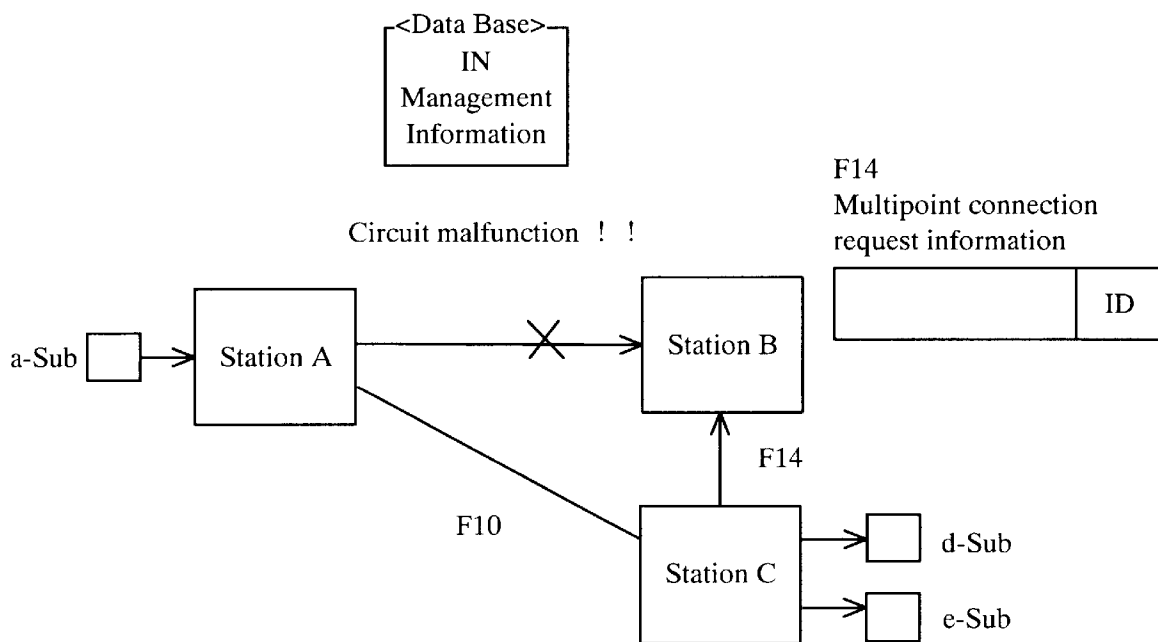 <Data Base>
IN
Management
Information
F14
Multipoint connection
request information
Circuit malfunction ! !
ID
a-Sub
Station A
Station B
F14
F10
Station C
d-Sub
e-Sub